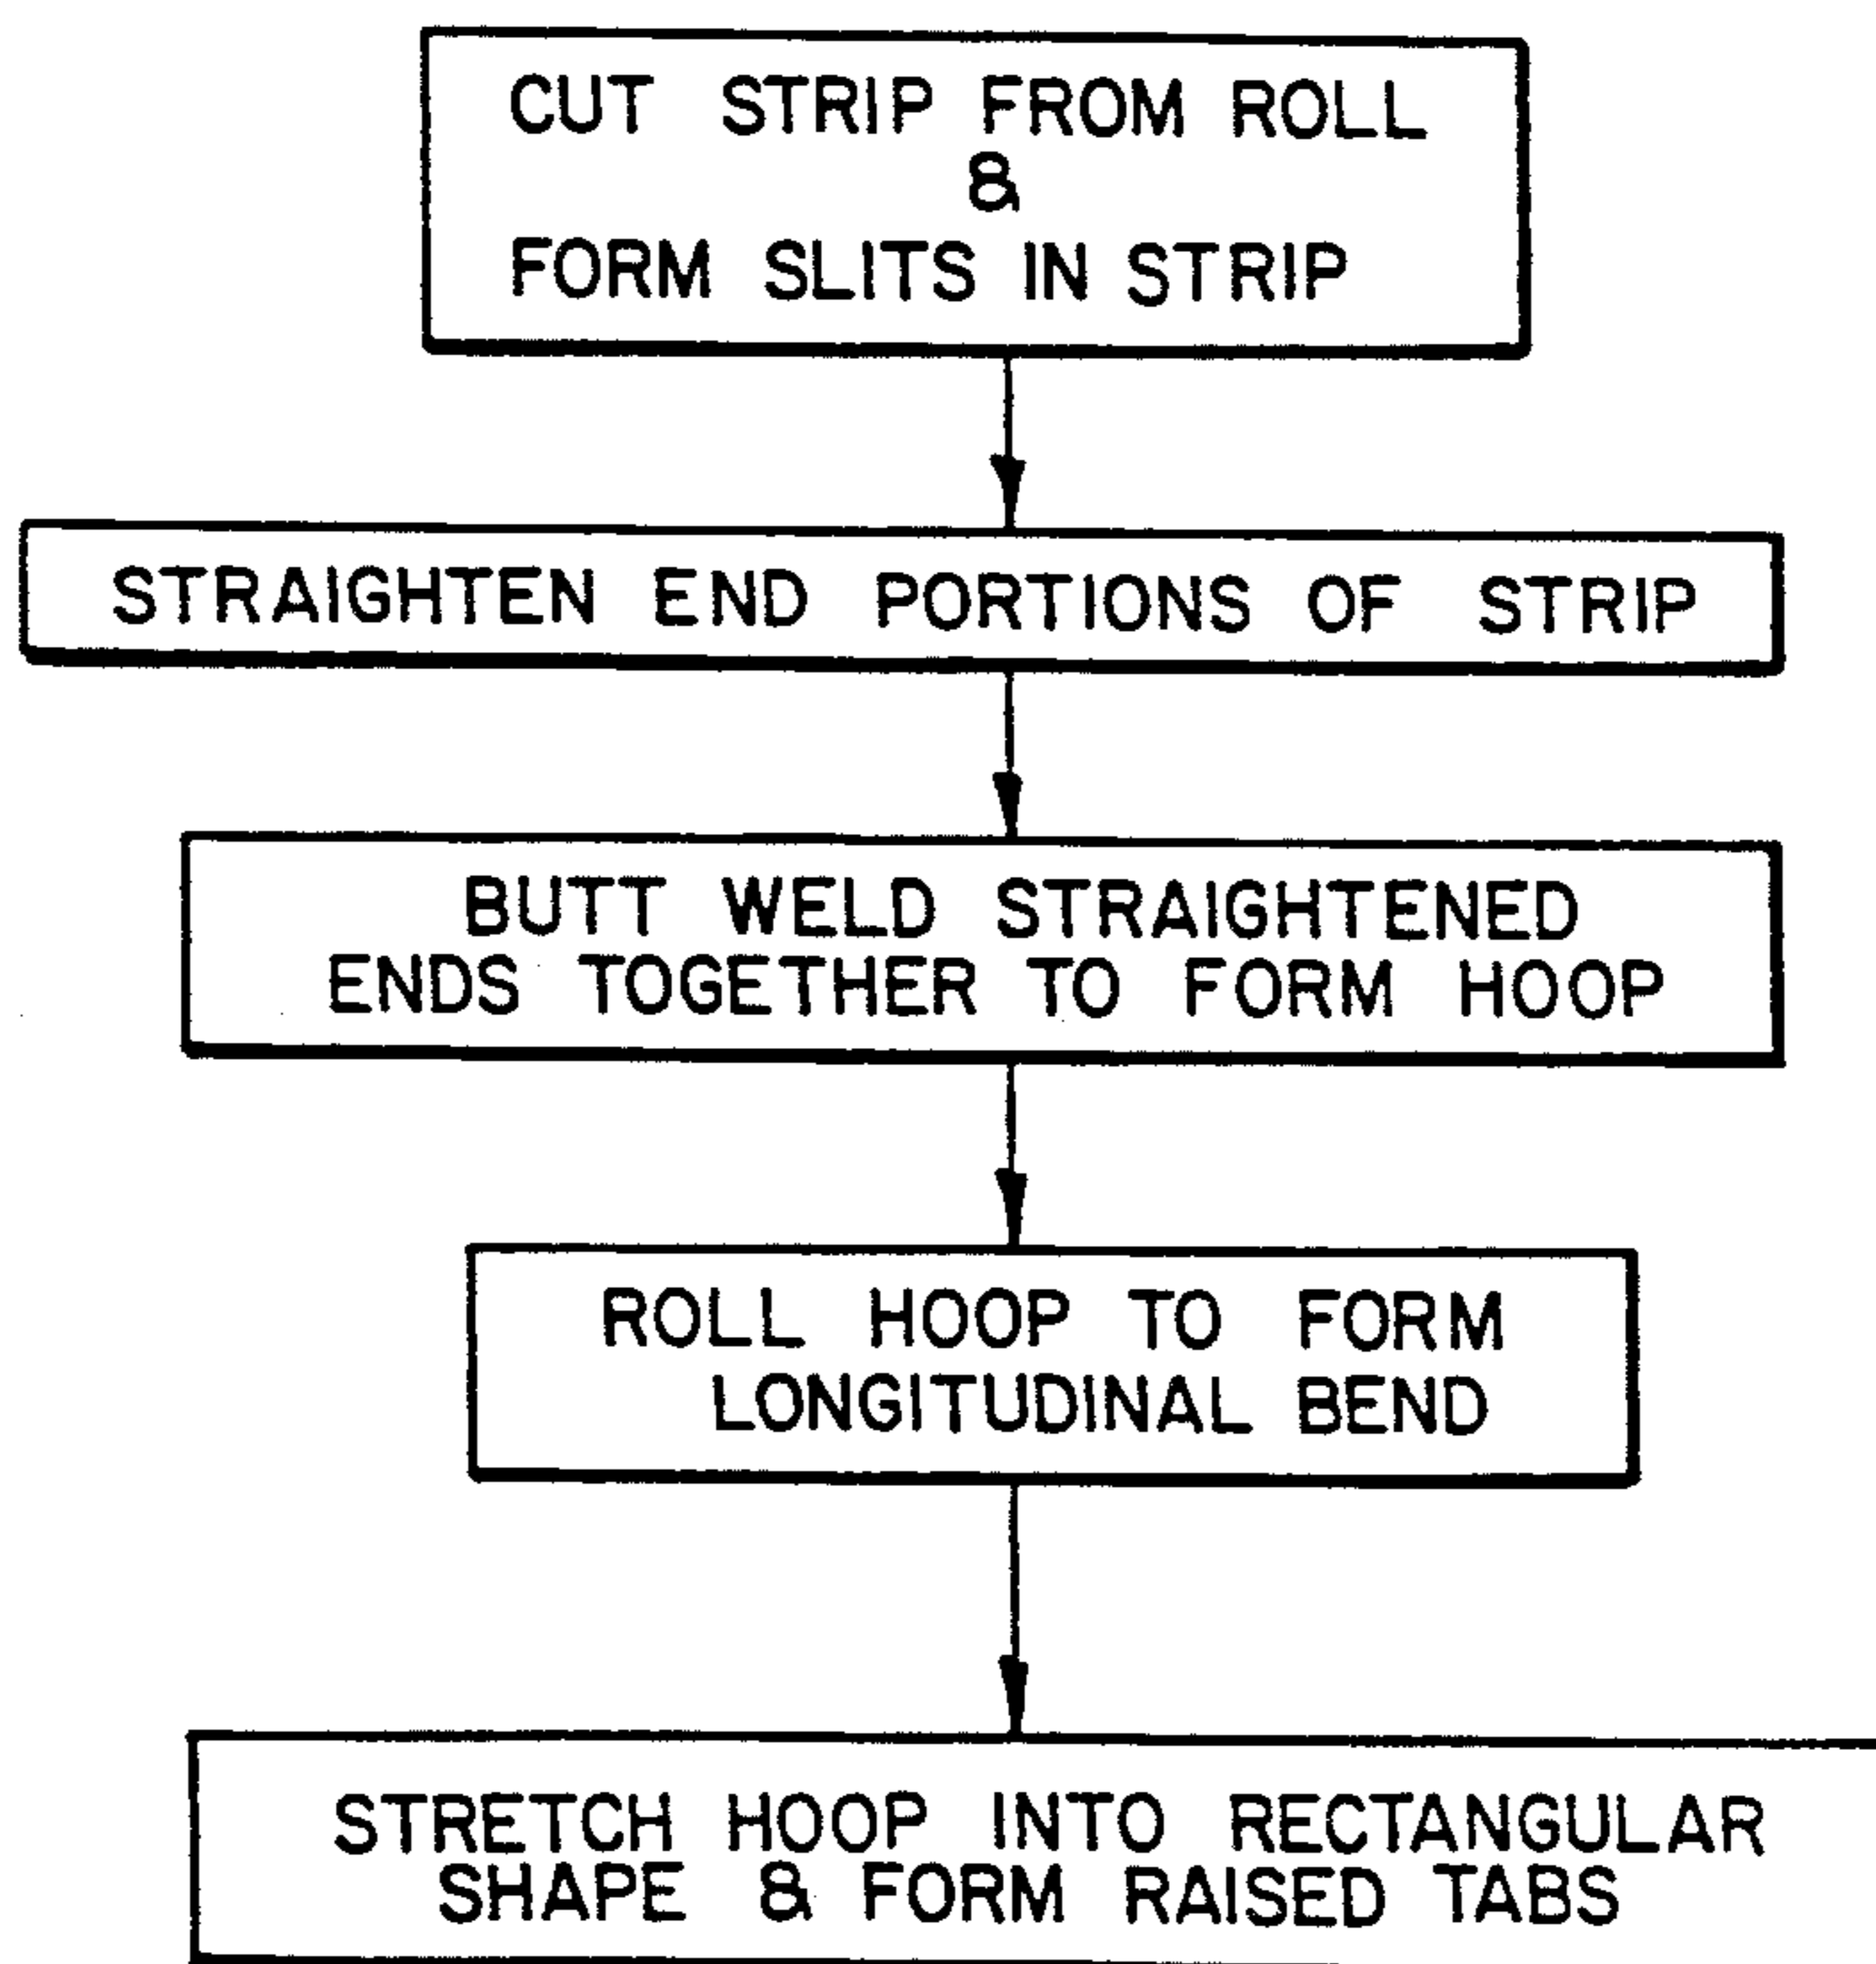 CUT STRIP FROM ROLL
&
FORM SLITS IN STRIP
STRAIGHTEN END PORTIONS OF STRIP
BUTT WELD STRAIGHTENED
ENDS TOGETHER TO FORM HOOP
ROLL HOOP TO FORM
LONGITUDINAL BEND
STRETCH HOOP INTO RECTANGULAR
SHAPE & FORM RAISED TABS